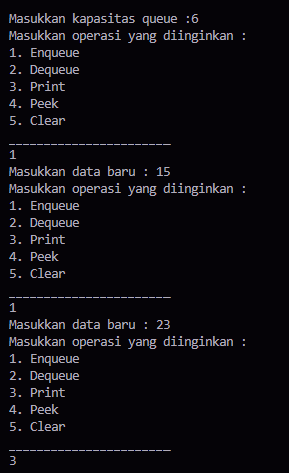 Masukkan kapasitas queue :6
Masukkan operasi yang diinginkan :
1. Enqueue
2. Dequeue
3. Print
4. Peek
5. Clear
_______________________
1
Masukkan data baru : 15
Masukkan operasi yang diinginkan :
1. Enqueue
2. Dequeue
3. Print
4. Peek
5. Clear
_______________________
1
Masukkan data baru : 23
Masukkan operasi yang diinginkan :
1. Enqueue
2. Dequeue
3. Print
4. Peek
5. Clear
_______________________
3